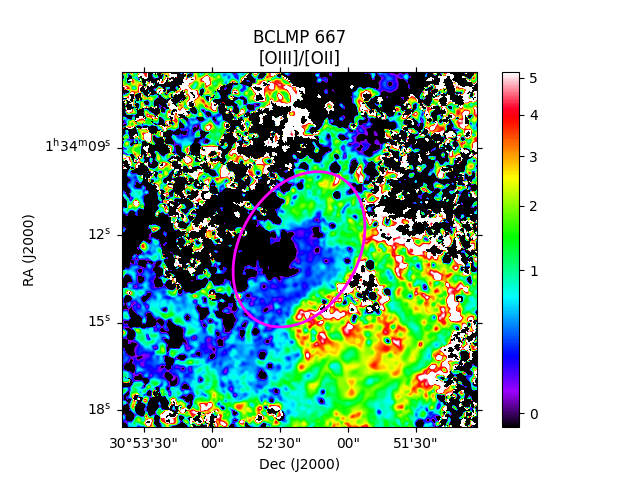 BCLMP 667
[OIII]/[OII]
1ʰ34ᵐ09ˢ
12ˢ
15ˢ
18ˢ
RA (J2000)
30°53'30" 00" 52'30" 00" 51'30"
Dec (J2000)
5
4
3
2
1
0